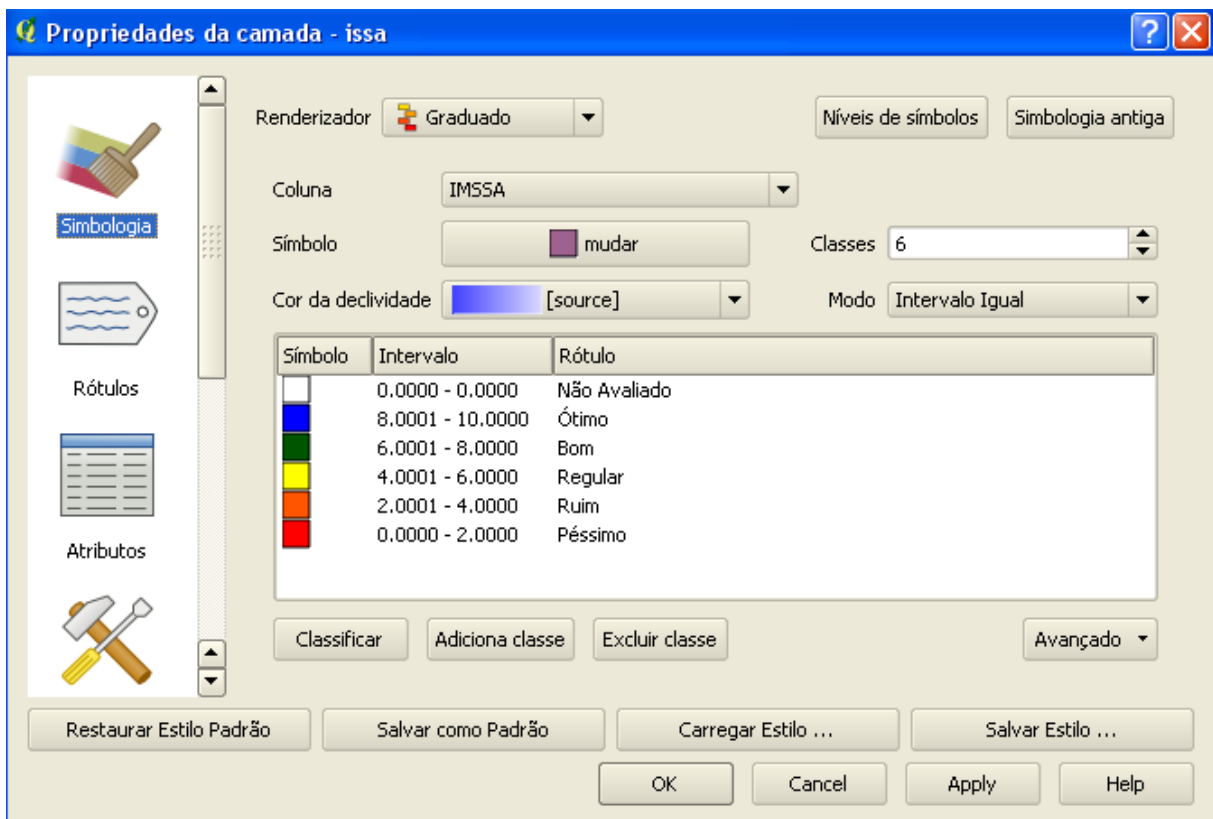 Propriedades da camada - issa
Renderizador Graduado Níveis de símbolos Simbologia antiga
Coluna IMSSA
Simbologia
Símbolo mudar Classes 6
Cor da declividade [source] Modo Intervalo Igual
Símbolo Intervalo Rótulo
Rótulos
0.0000 - 0.0000 Não Avaliado
8.0001 - 10.0000 Ótimo
6.0001 - 8.0000 Bom
4.0001 - 6.0000 Regular
2.0001 - 4.0000 Ruim
0.0000 - 2.0000 Péssimo
Atributos
Classificar Adiciona classe Excluir classe Avançado
Restaurar Estilo Padrão Salvar como Padrão Carregar Estilo ... Salvar Estilo ...
OK Cancel Apply Help